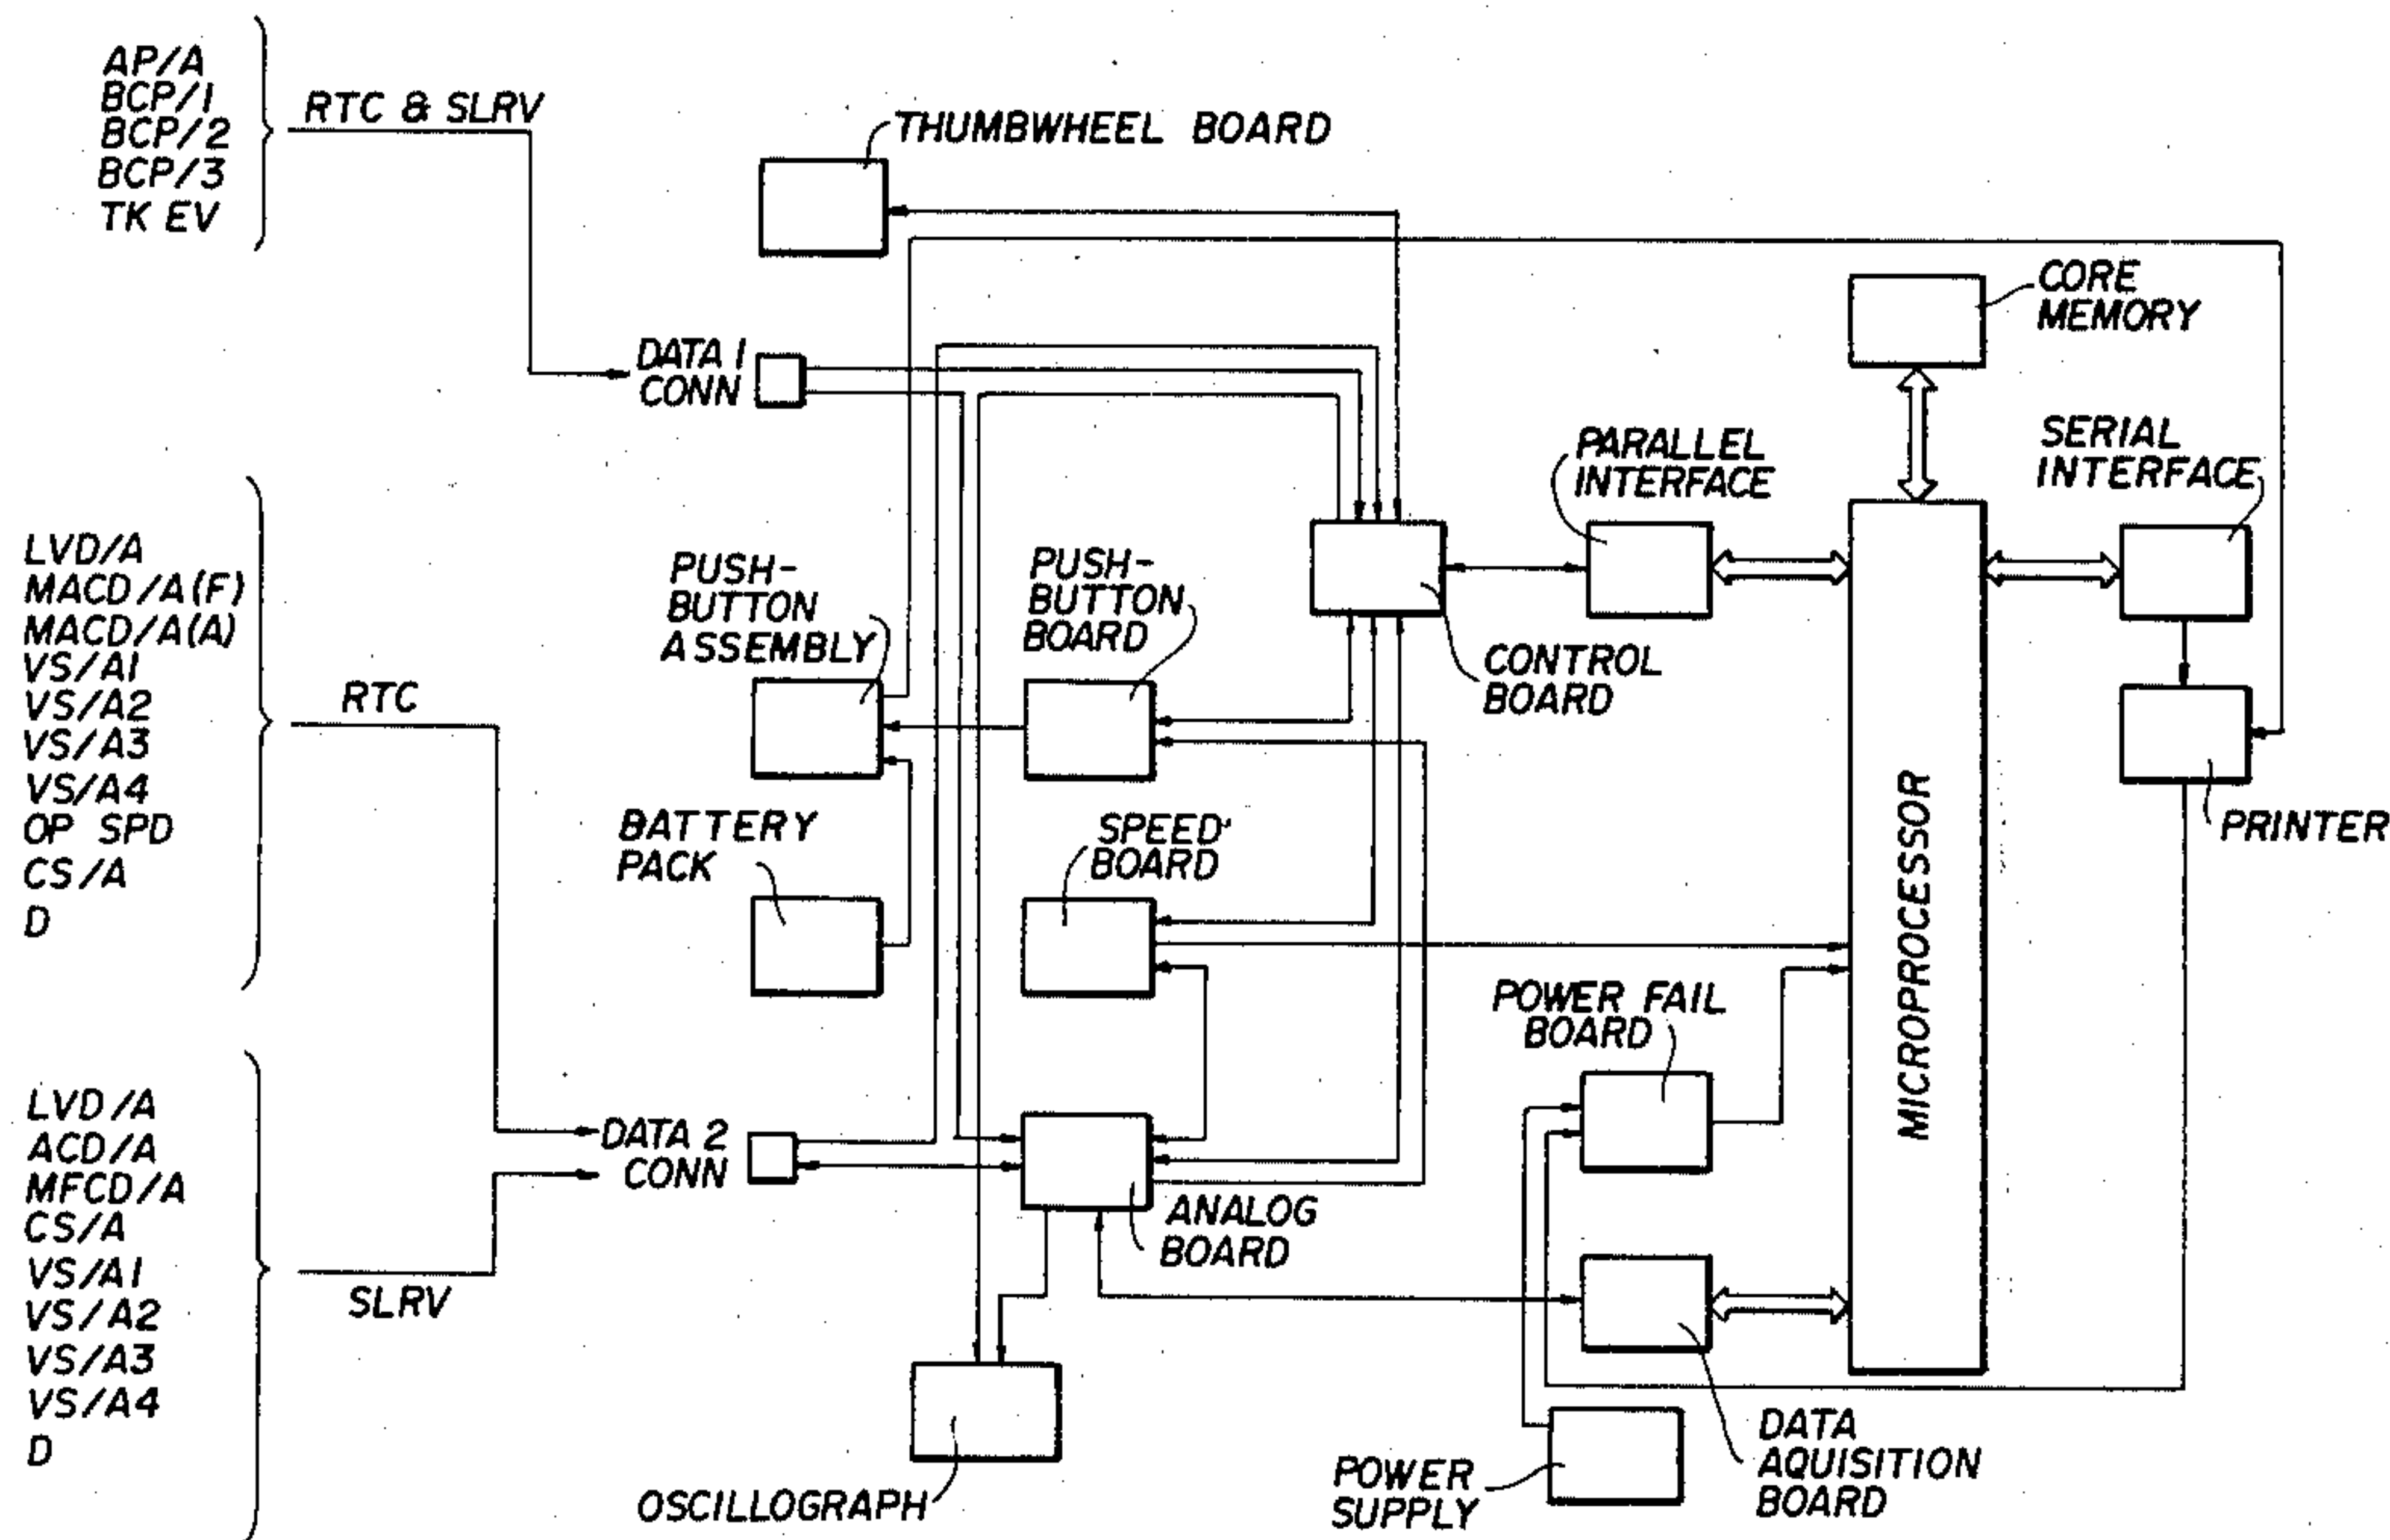 AP/A
BCP/1
BCP/2
BCP/3
TK EV
RTC & SLRV
THUMBWHEEL BOARD
CORE
MEMORY
DATA 1
CONN
PARALLEL
INTERFACE
SERIAL
INTERFACE
LVD/A
MACD/A(F)
MACD/A(A)
VS/A1
VS/A2
VS/A3
VS/A4
OP SPD
CS/A
D
RTC
PUSH-
BUTTON
ASSEMBLY
PUSH-
BUTTON
BOARD
CONTROL
BOARD
PRINTER
BATTERY
PACK
SPEED
BOARD
MICROPROCESSOR
POWER FAIL
BOARD
LVD/A
ACD/A
MFCD/A
CS/A
VS/A1
VS/A2
VS/A3
VS/A4
D
SLRV
DATA 2
CONN
ANALOG
BOARD
OSCILLOGRAPH
POWER
SUPPLY
DATA
AQUISITION
BOARD